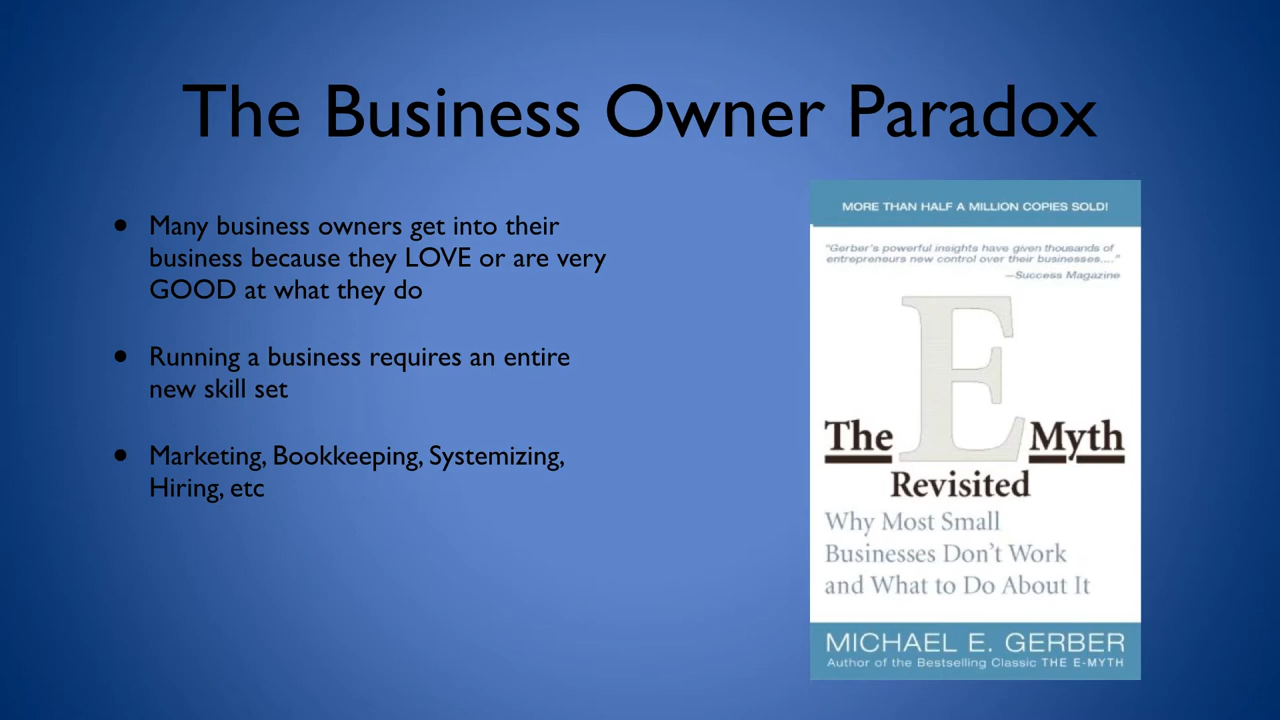 The Business Owner Paradox
• Many business owners get into their
business because they LOVE or are very
GOOD at what they do
• Running a business requires an entire
new skill set
• Marketing, Bookkeeping, Systemizing,
Hiring, etc
MORE THAN HALF A MILLION COPIES SOLD!
"Gerber's powerful insights have given thousands of
entrepreneurs new control over their businesses...."
—Success Magazine
The E Myth
Revisited
Why Most Small
Businesses Don't Work
and What to Do About It
MICHAEL E. GERBER
Author of the Bestselling Classic THE E-MYTH